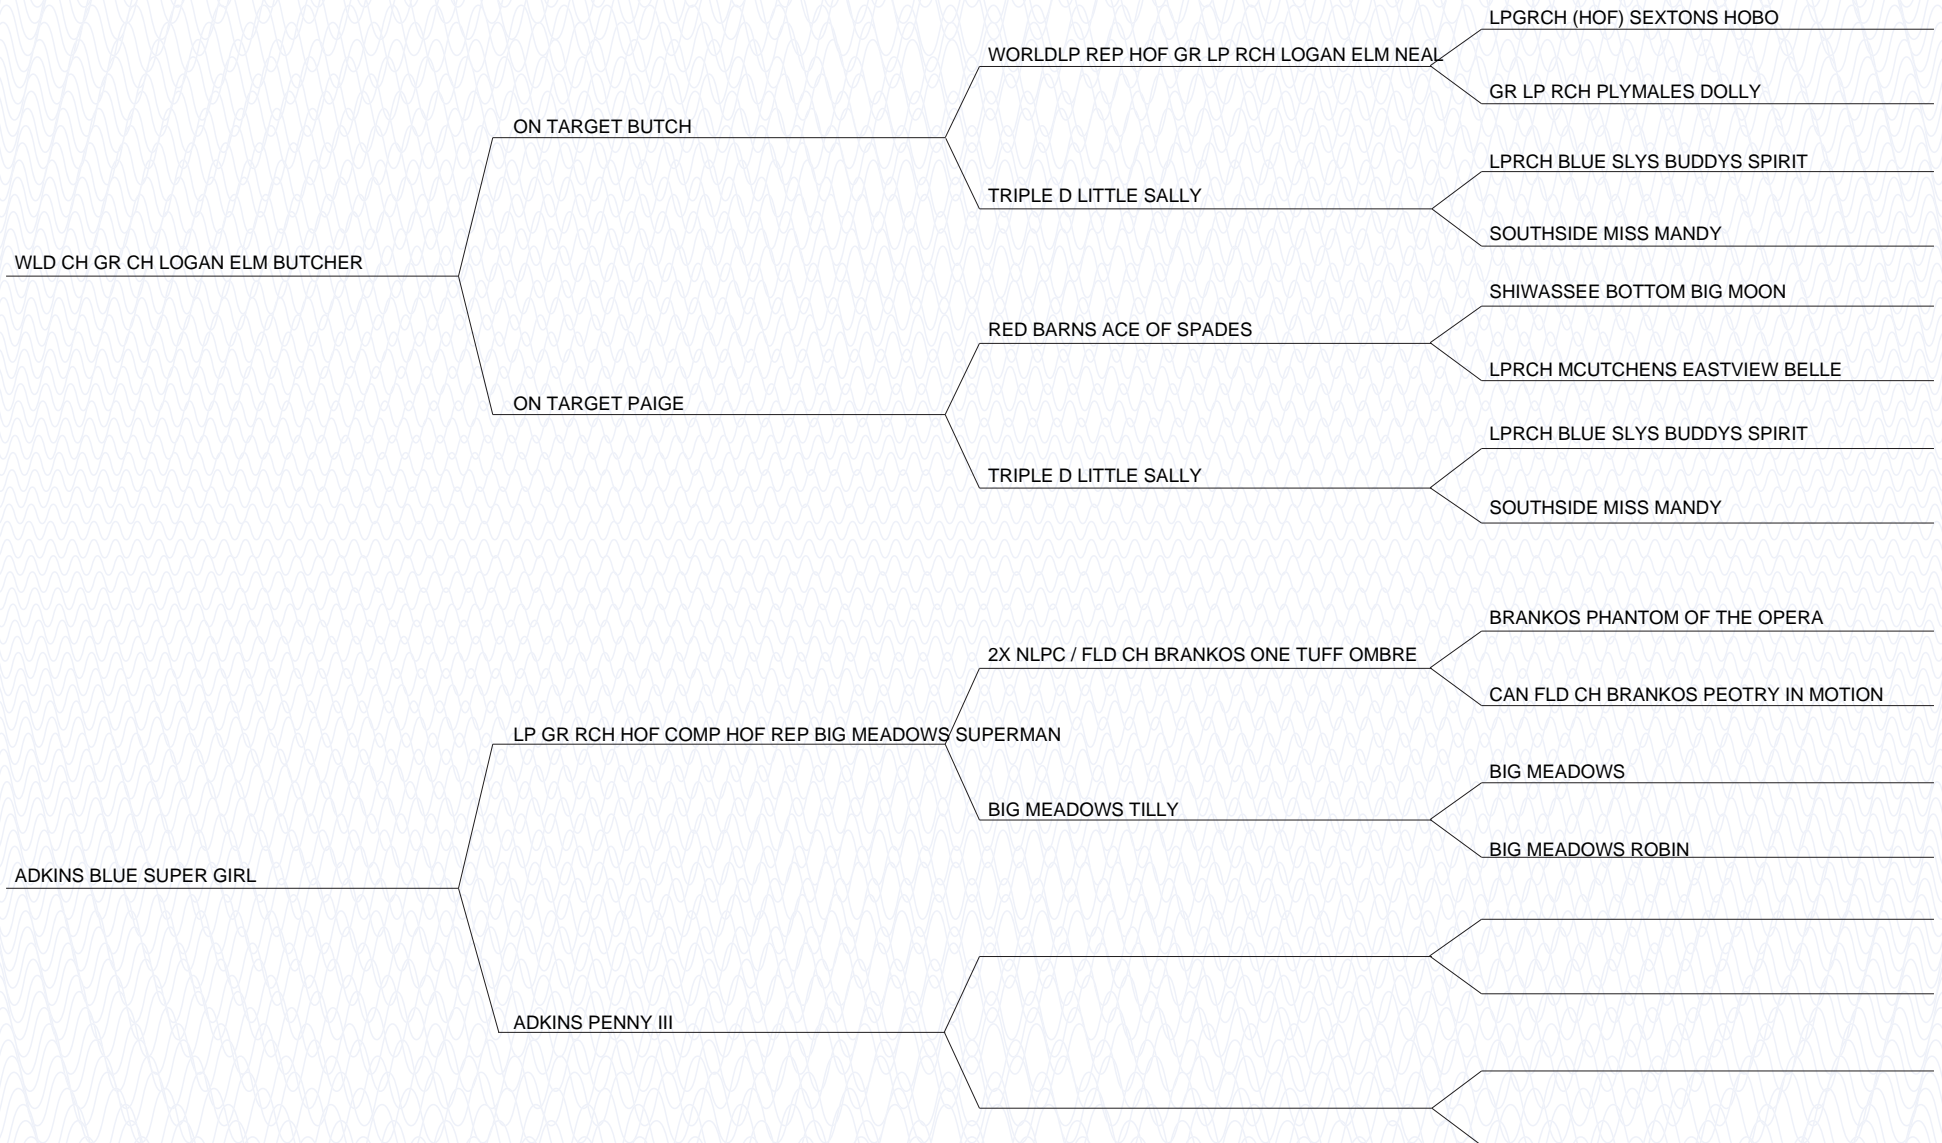 LPGRCH (HOF) SEXTONS HOBO
WORLDLP REP HOF GR LP RCH LOGAN ELM NEAL
GR LP RCH PLYMALES DOLLY
ON TARGET BUTCH
LPRCH BLUE SLYS BUDDYS SPIRIT
TRIPLE D LITTLE SALLY
SOUTHSIDE MISS MANDY
WLD CH GR CH LOGAN ELM BUTCHER
SHIWASSEE BOTTOM BIG MOON
RED BARNS ACE OF SPADES
LPRCH MCUTCHENS EASTVIEW BELLE
ON TARGET PAIGE
LPRCH BLUE SLYS BUDDYS SPIRIT
TRIPLE D LITTLE SALLY
SOUTHSIDE MISS MANDY
BRANKOS PHANTOM OF THE OPERA
2X NLPC / FLD CH BRANKOS ONE TUFF OMBRE
CAN FLD CH BRANKOS PEOTRY IN MOTION
LP GR RCH HOF COMP HOF REP BIG MEADOWS SUPERMAN
BIG MEADOWS
BIG MEADOWS TILLY
BIG MEADOWS ROBIN
ADKINS BLUE SUPER GIRL
ADKINS PENNY III